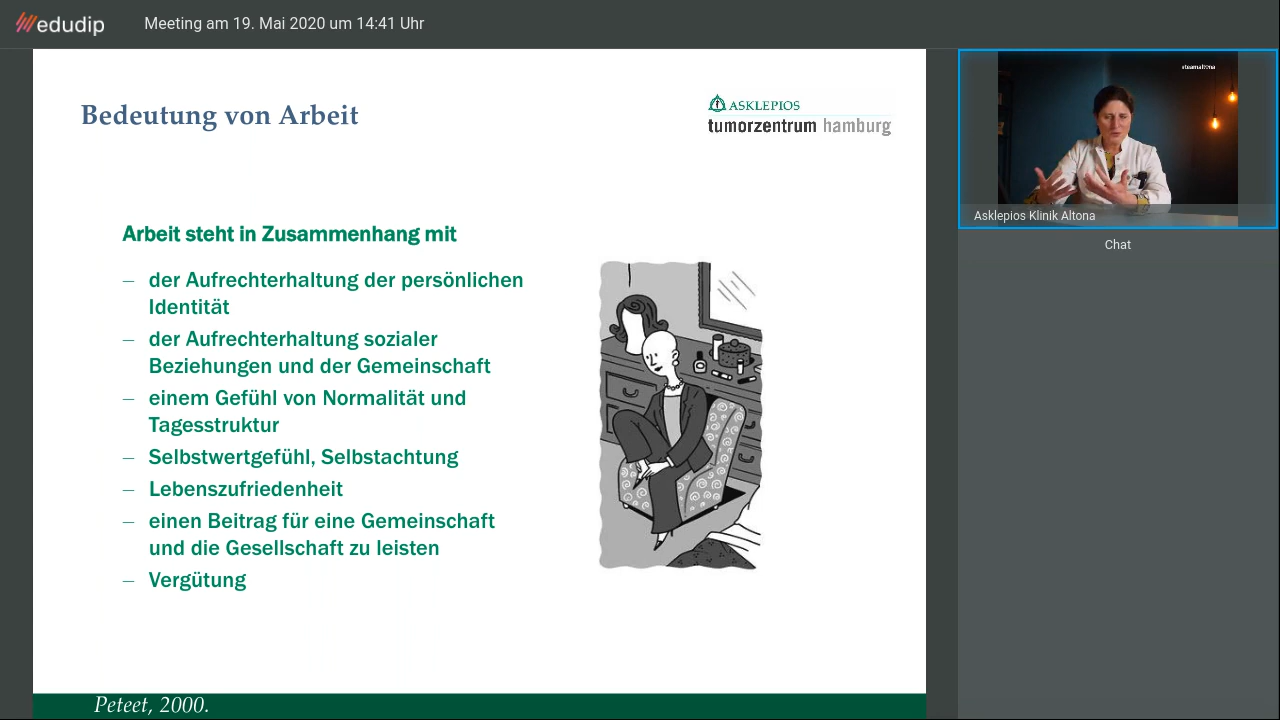 edudip
Meeting am 19. Mai 2020 um 14:41 Uhr
Bedeutung von Arbeit
ASKLEPIOS
tumorzentrum hamburg
Arbeit steht in Zusammenhang mit
– der Aufrechterhaltung der persönlichen
Identität
– der Aufrechterhaltung sozialer
Beziehungen und der Gemeinschaft
– einem Gefühl von Normalität und
Tagesstruktur
– Selbstwertgefühl, Selbstachtung
– Lebenszufriedenheit
– einen Beitrag für eine Gemeinschaft
und die Gesellschaft zu leisten
– Vergütung
Peteet, 2000.
Asklepios Klinik Altona
Chat